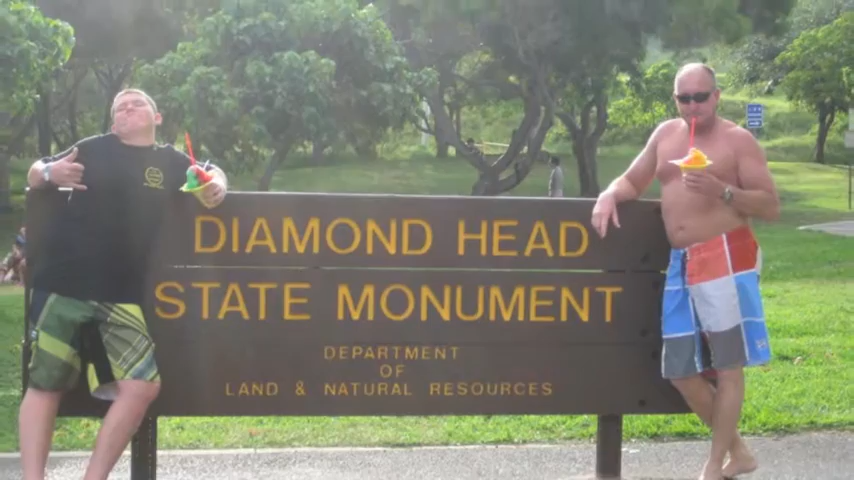 DIAMOND HEAD
STATE MONUMENT
DEPARTMENT
OF
LAND & NATURAL RESOURCES